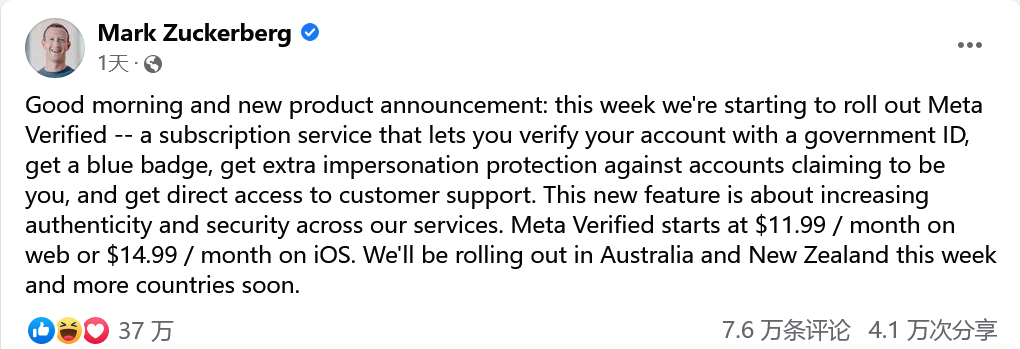 Mark Zuckerberg
1天 ·
Good morning and new product announcement: this week we're starting to roll out Meta
Verified -- a subscription service that lets you verify your account with a government ID,
get a blue badge, get extra impersonation protection against accounts claiming to be
you, and get direct access to customer support. This new feature is about increasing
authenticity and security across our services. Meta Verified starts at $11.99 / month on
web or $14.99 / month on iOS. We'll be rolling out in Australia and New Zealand this week
and more countries soon.
37 万 7.6 万条评论 4.1 万次分享